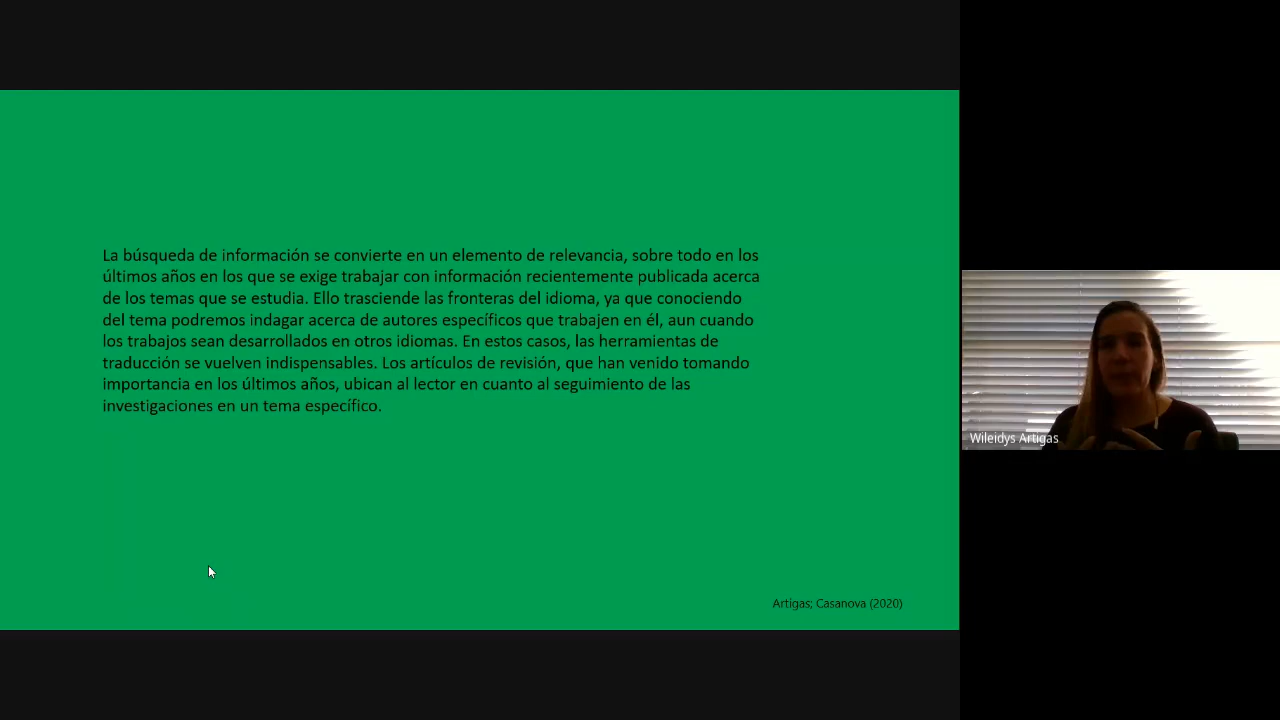 La búsqueda de información se convierte en un elemento de relevancia, sobre todo en los
últimos años en los que se exige trabajar con información recientemente publicada acerca
de los temas que se estudia. Ello trasciende las fronteras del idioma, ya que conociendo
del tema podremos indagar acerca de autores específicos que trabajen en él, aun cuando
los trabajos sean desarrollados en otros idiomas. En estos casos, las herramientas de
traducción se vuelven indispensables. Los artículos de revisión, que han venido tomando
importancia en los últimos años, ubican al lector en cuanto al seguimiento de las
investigaciones en un tema específico.
Artigas; Casanova (2020)
Wileidys Artigas